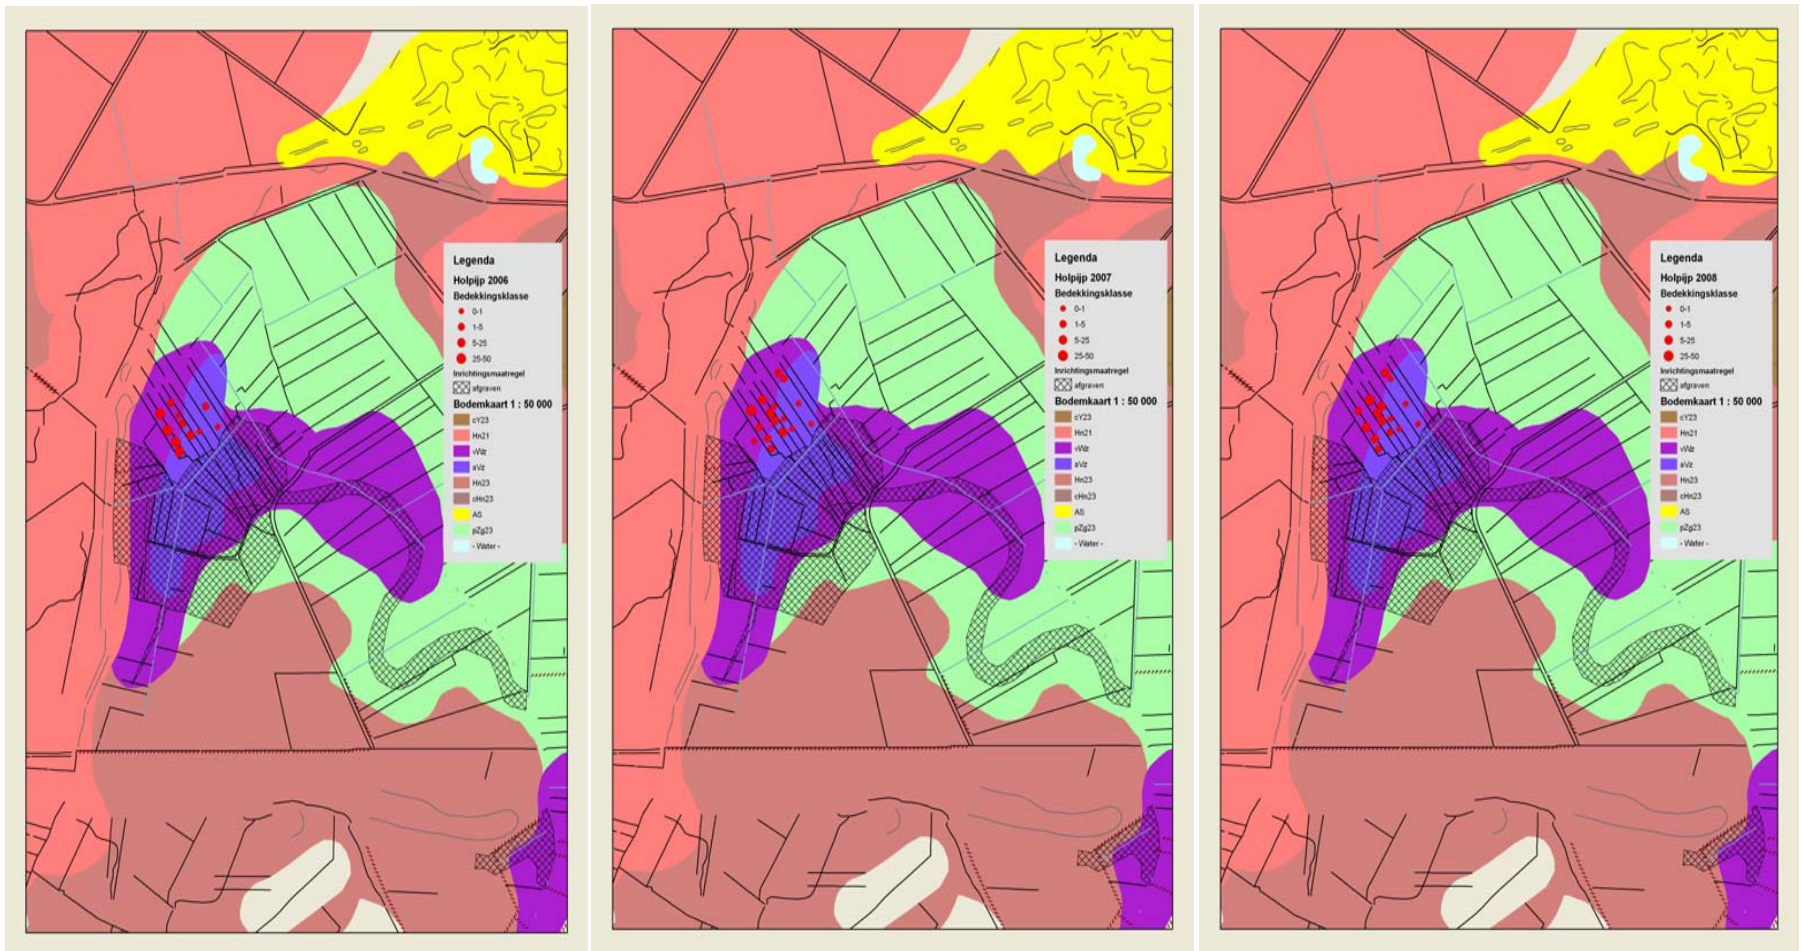 Legenda
Holpijp 2006
Bedekkingsklasse
0-1
1-5
5-25
25-50
Inrichtingsmaatregel
afgraven
Bodemkaart 1 : 50 000
cY23
Hn21
vWz
aVz
Hn23
cHn23
AS
pZg23
- Water -
Legenda
Holpijp 2007
Bedekkingsklasse
0-1
1-5
5-25
25-50
Inrichtingsmaatregel
afgraven
Bodemkaart 1 : 50 000
cY23
Hn21
vWz
aVz
Hn23
cHn23
AS
pZg23
- Water -
Legenda
Holpijp 2008
Bedekkingsklasse
0-1
1-5
5-25
25-50
Inrichtingsmaatregel
afgraven
Bodemkaart 1 : 50 000
cY23
Hn21
vWz
aVz
Hn23
cHn23
AS
pZg23
- Water -